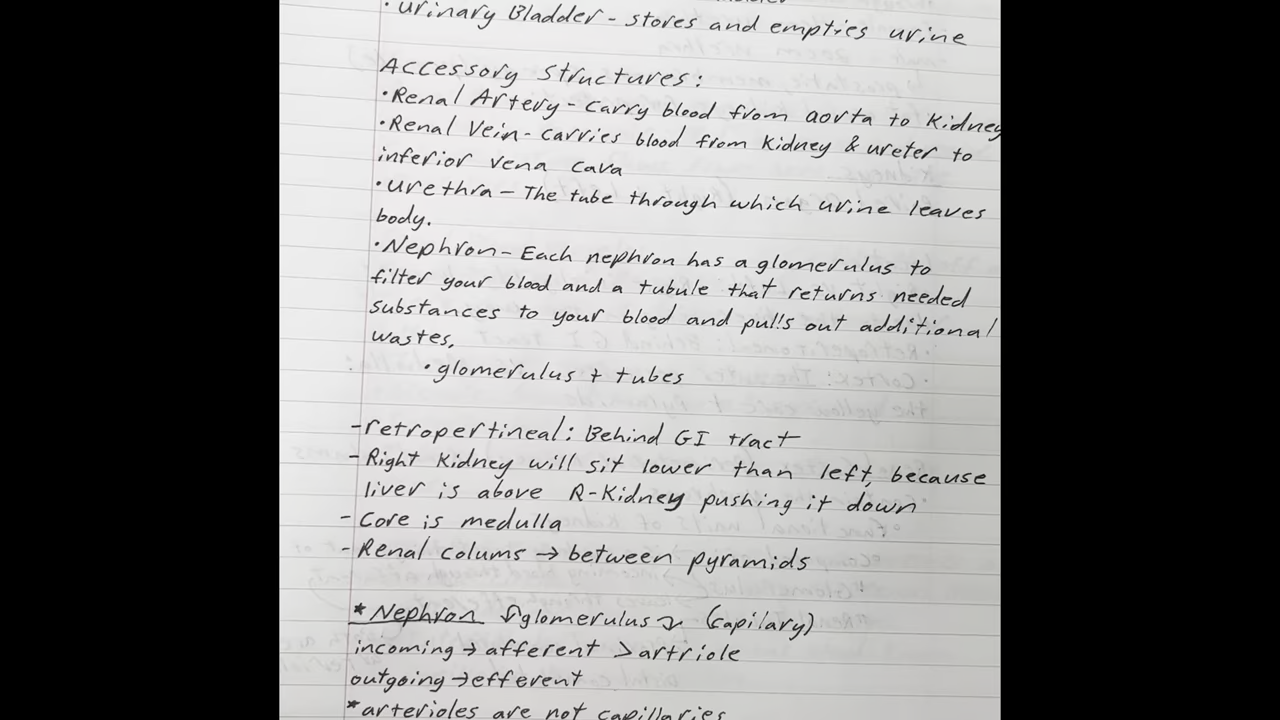 • Urinary Bladder - stores and empties urine
Accessory structures:
• Renal Artery - carry blood from aorta to kidney
• Renal Vein - carries blood from kidney & ureter to
inferior vena cava
• Urethra - The tube through which urine leaves
body.
• Nephron - Each nephron has a glomerulus to
filter your blood and a tubule that returns needed
substances to your blood and pulls out additional
wastes.
• glomerulus + tubes
- retropertineal: Behind GI tract
- Right Kidney will sit lower than left, because
liver is above R-Kidney pushing it down
- Core is medulla
- Renal colums → between pyramids
* Nephron ↓glomerulus ↘ (capilary)
incoming → afferent > artriole
outgoing → efferent
* arterioles are not capillaries